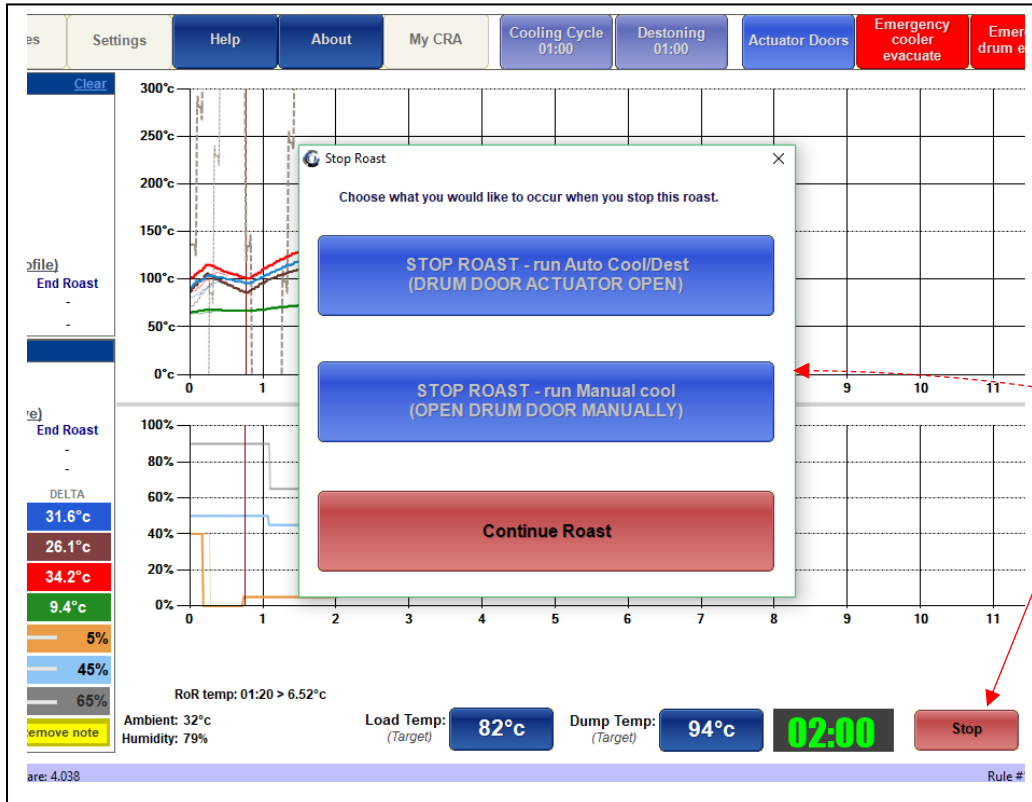 es
Settings
Help
About
My CRA
Cooling Cycle
01:00
Destoning
01:00
Actuator Doors
Emergency
cooler
evacuate
Emer
drum e
Clear
300°c
250°c
200°c
150°c
100°c
50°c
0°c
0
1
9
10
11
Stop Roast
Choose what you would like to occur when you stop this roast.
STOP ROAST - run Auto Cool/Dest
(DRUM DOOR ACTUATOR OPEN)
STOP ROAST - run Manual cool
(OPEN DRUM DOOR MANUALLY)
Continue Roast
ofile)
End Roast
-
-
ve)
End Roast
-
-
DELTA
31.6°c
26.1°c
34.2°c
9.4°c
5%
45%
65%
emove note
100%
80%
60%
40%
20%
0%
0
1
2
3
4
5
6
7
8
9
10
11
RoR temp: 01:20 > 6.52°c
Ambient: 32°c
Humidity: 79%
Load Temp:
(Target)
82°c
Dump Temp:
(Target)
94°c
02:00
Stop
are: 4.038
Rule #